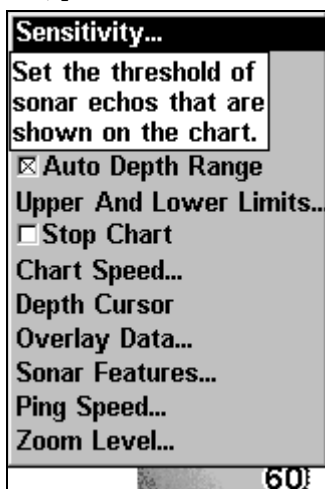 Sensitivity...
Set the threshold of
sonar echos that are
shown on the chart.
Auto Depth Range
Upper And Lower Limits...
Stop Chart
Chart Speed...
Depth Cursor
Overlay Data...
Sonar Features...
Ping Speed...
Zoom Level...
60